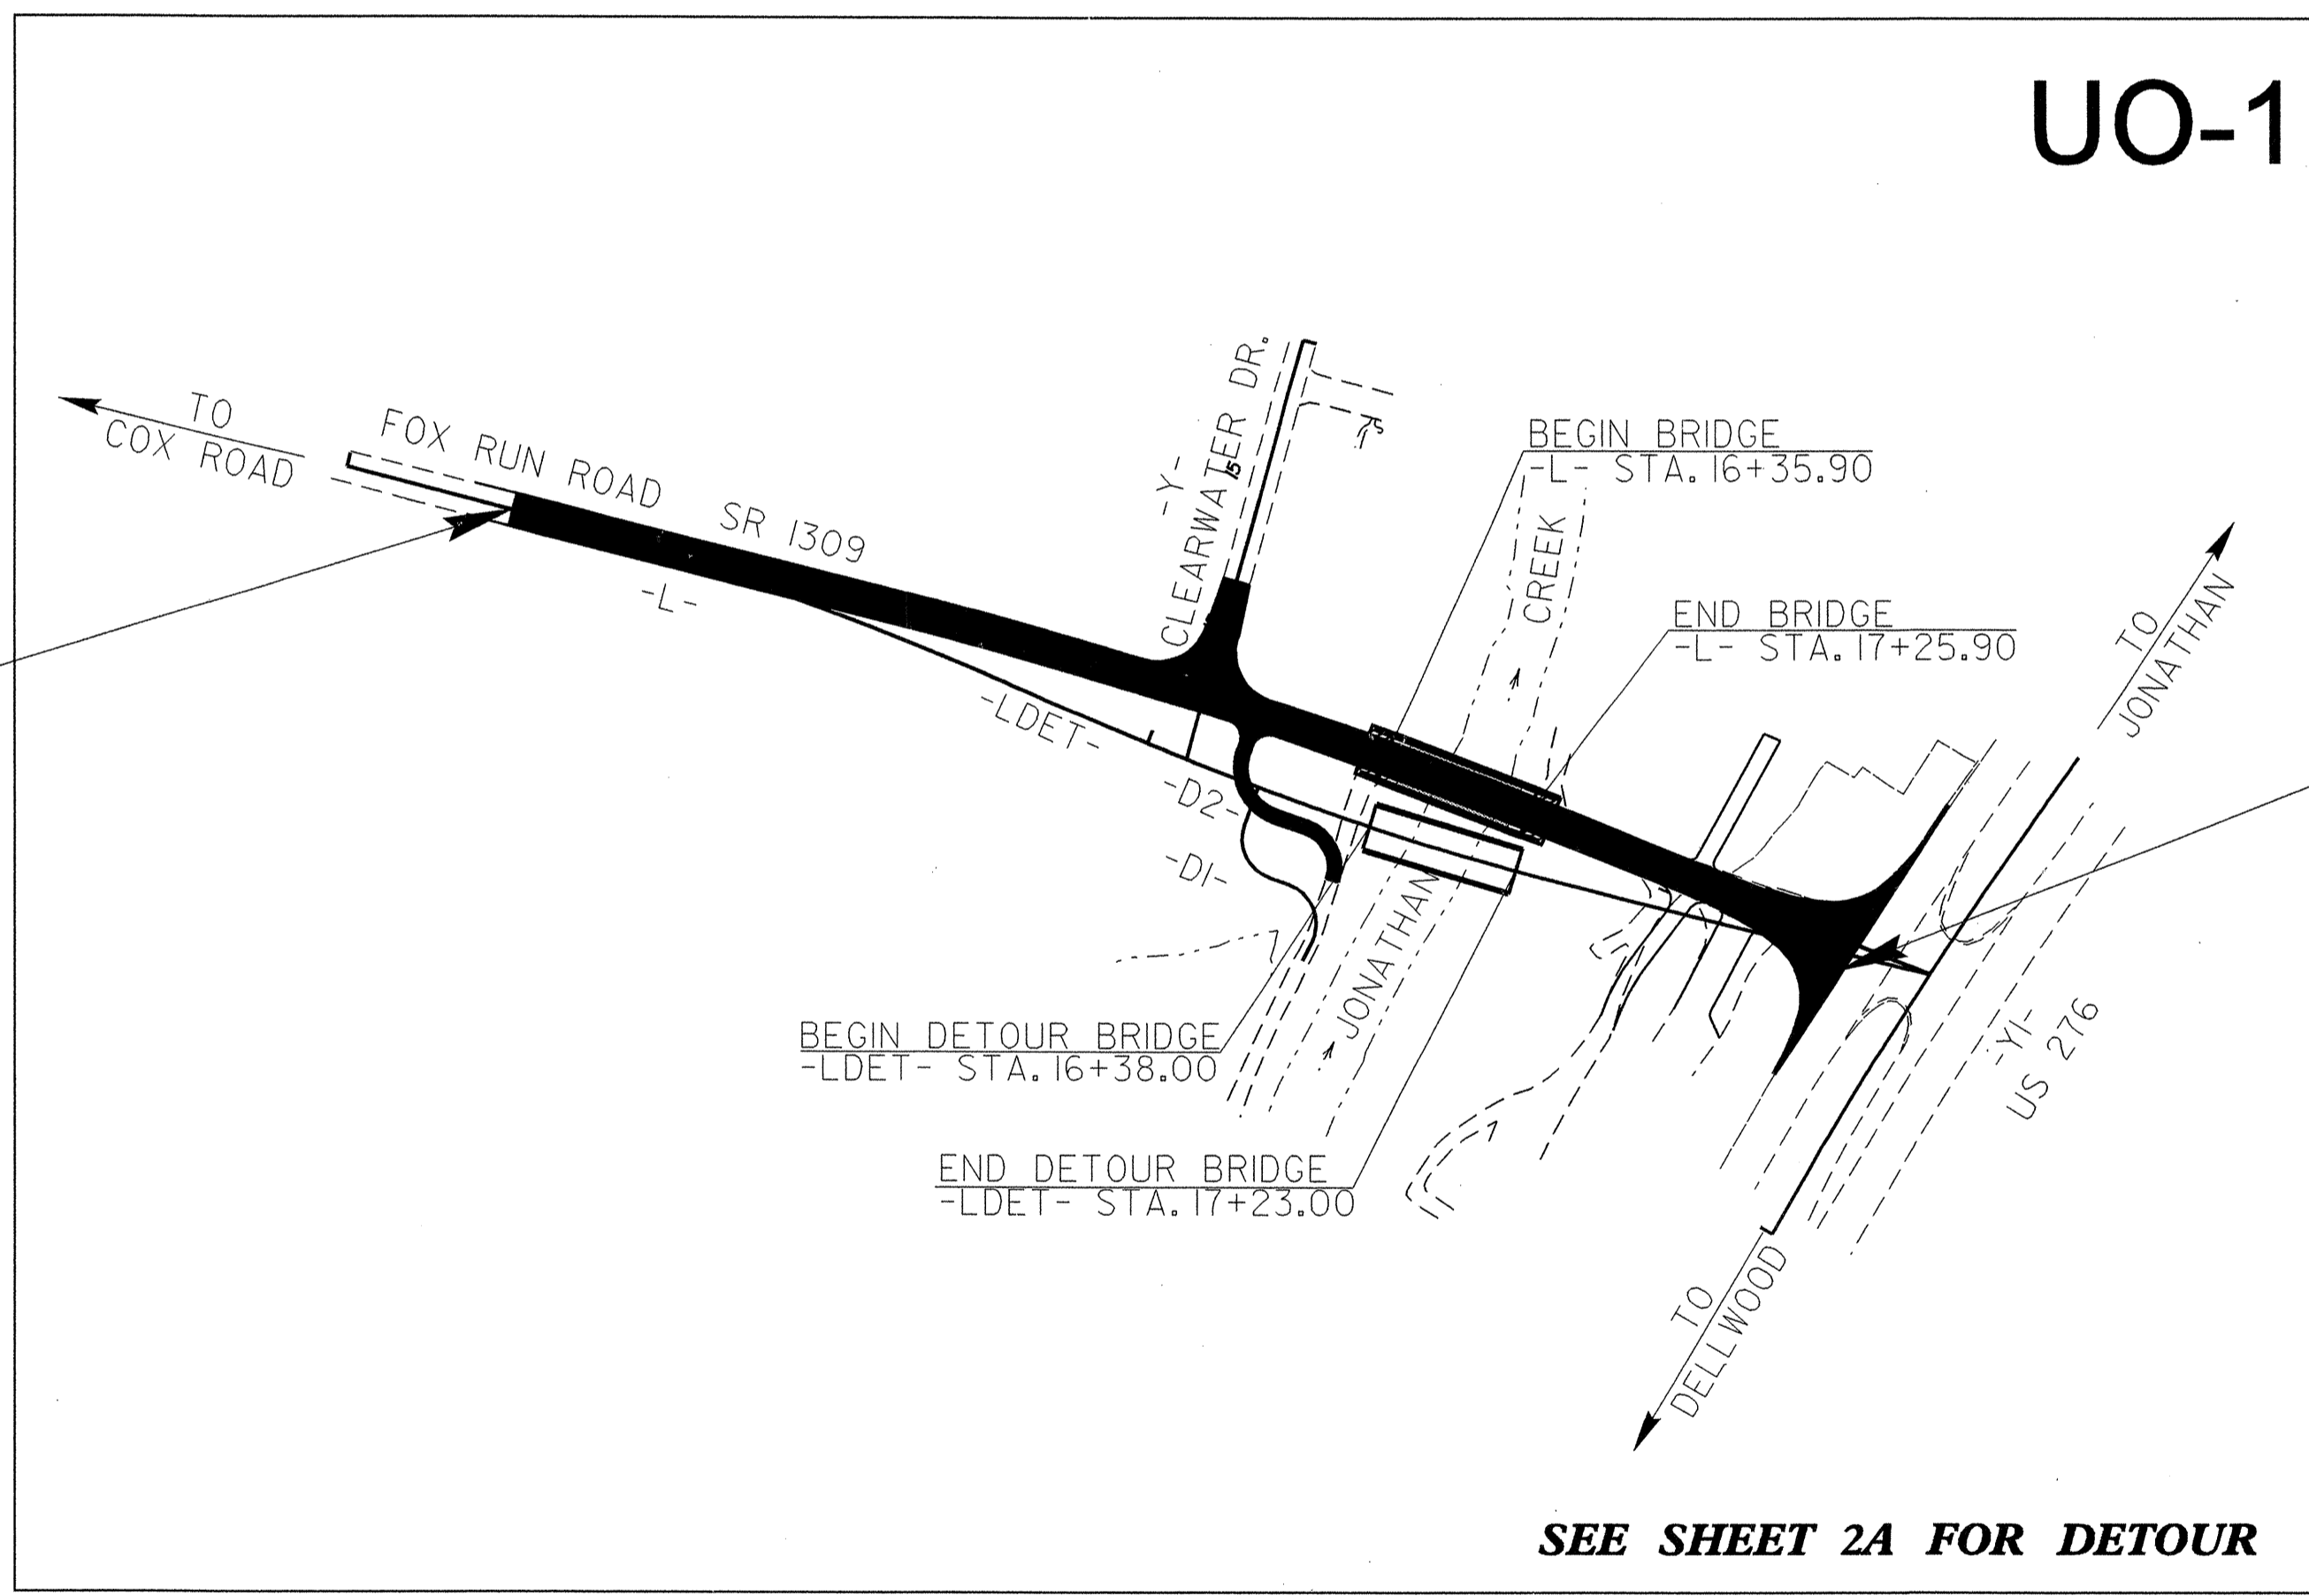 UO-1
TO
COX ROAD
FOX RUN ROAD SR 1309
-L-
-Y-
CLEARWATER DR.
15
BEGIN BRIDGE
-L- STA. 16+35.90
CREEK
END BRIDGE
-L- STA. 17+25.90
TO
JONATHAN
-LDET-
-D2-
-D1-
JONATHAN
BEGIN DETOUR BRIDGE
-LDET- STA. 16+38.00
END DETOUR BRIDGE
-LDET- STA. 17+23.00
-Y1-
US 276
TO
DELLWOOD
SEE SHEET 2A FOR DETOUR